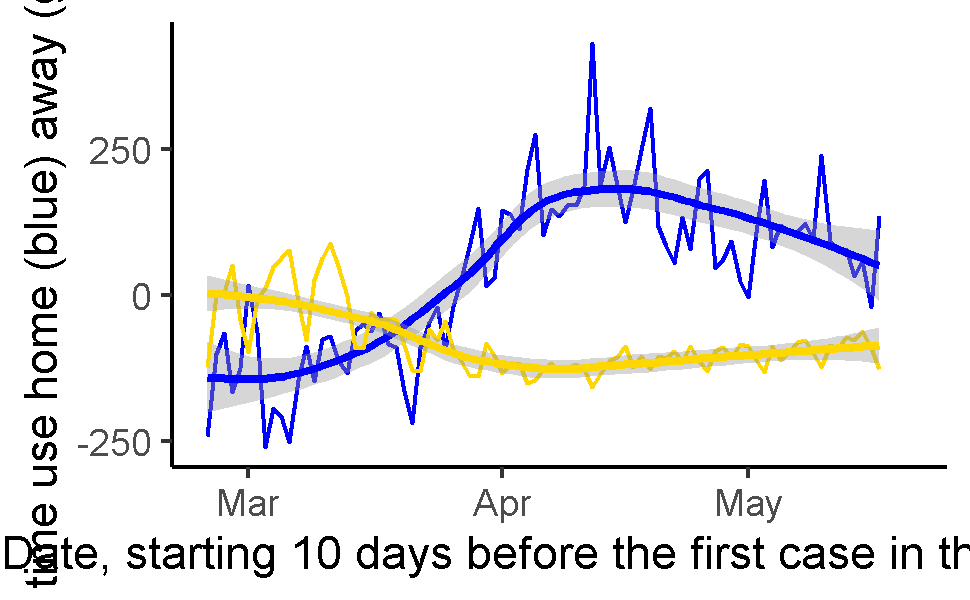 time use home (blue) away (
250
0
-250
Mar Apr May
Date, starting 10 days before the first case in th